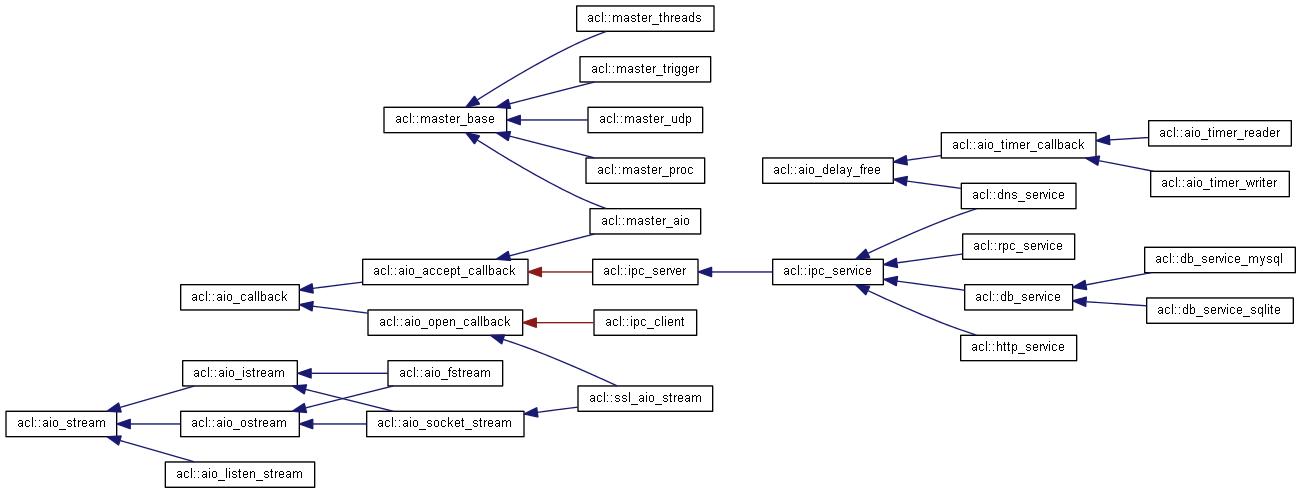 acl::master_threads
acl::master_trigger
acl::master_base
acl::master_udp
acl::aio_timer_reader
acl::aio_timer_callback
acl::master_proc
acl::aio_delay_free
acl::aio_timer_writer
acl::dns_service
acl::master_aio
acl::rpc_service
acl::db_service_mysql
acl::aio_accept_callback
acl::ipc_server
acl::ipc_service
acl::aio_callback
acl::db_service
acl::db_service_sqlite
acl::aio_open_callback
acl::ipc_client
acl::http_service
acl::aio_istream
acl::aio_fstream
acl::ssl_aio_stream
acl::aio_stream
acl::aio_ostream
acl::aio_socket_stream
acl::aio_listen_stream